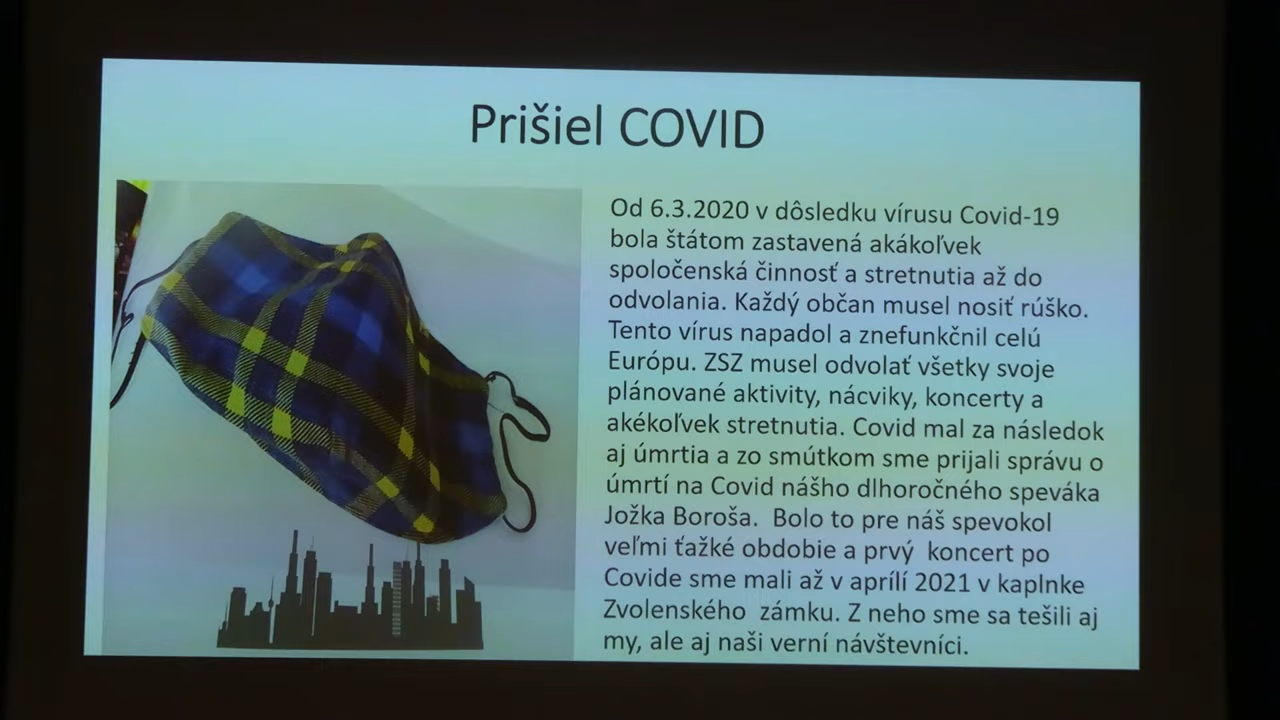 Prišiel COVID
Od 6.3.2020 v dôsledku vírusu Covid-19
bola štátom zastavená akákoľvek
spoločenská činnosť a stretnutia až do
odvolania. Každý občan musel nosiť rúško.
Tento vírus napadol a znefunkčnil celú
Európu. ZSZ musel odvolať všetky svoje
plánované aktivity, nácviky, koncerty a
akékoľvek stretnutia. Covid mal za následok
aj úmrtia a zo smútkom sme prijali správu o
úmrtí na Covid nášho dlhoročného speváka
Jožka Boroša.  Bolo to pre náš spevokol
veľmi ťažké obdobie a prvý  koncert po
Covide sme mali až v aprílí 2021 v kaplnke
Zvolenského  zámku. Z neho sme sa tešili aj
my, ale aj naši verní návštevníci.